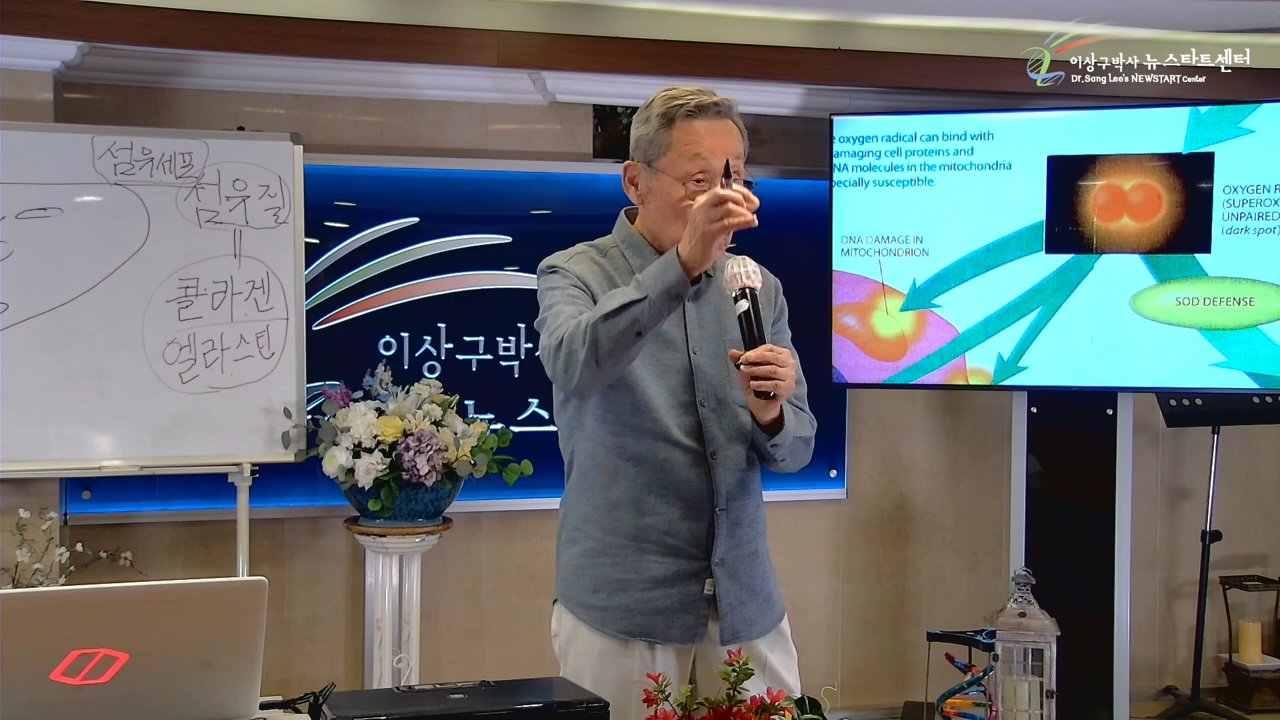 이상구박사 뉴스타트센터
Dr. Sang Lee's NEWSTART Center
섬유세포
섬유질
콜라겐
엘라스틴
이상구박
뉴스
oxygen radical can bind with
amaging cell proteins and
NA molecules in the mitochondria
pecially susceptible.
DNA DAMAGE IN
MITOCHONDRION
OXYGEN R
(SUPEROX
UNPAIRED
(dark spot)
SOD DEFENSE